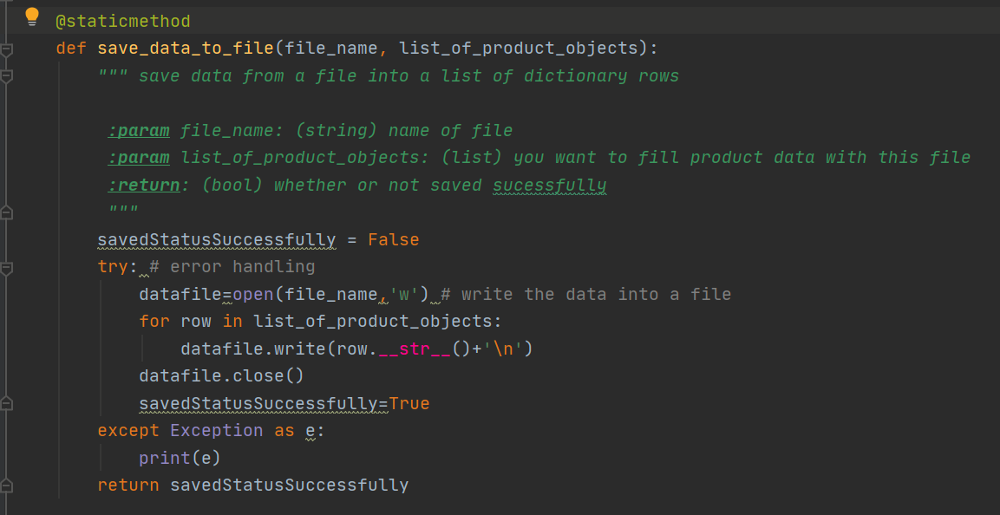 @staticmethod
def save_data_to_file(file_name, list_of_product_objects):
    """ save data from a file into a list of dictionary rows

     :param file_name: (string) name of file
     :param list_of_product_objects: (list) you want to fill product data with this file
     :return: (bool) whether or not saved sucessfully
     """
    savedStatusSuccessfully = False
    try: # error handling
        datafile=open(file_name,'w') # write the data into a file
        for row in list_of_product_objects:
            datafile.write(row.__str__()+'\n')
        datafile.close()
        savedStatusSuccessfully=True
    except Exception as e:
        print(e)
    return savedStatusSuccessfully